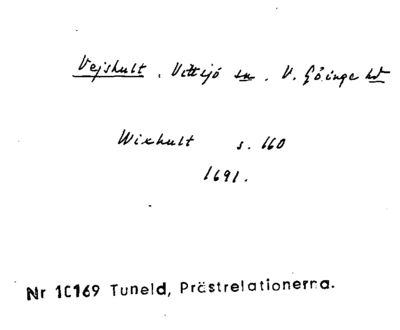 Vejshult . Vittsjö sn . V. Göinge hd
Wixhult s. 160
1691.
Nr 10169 Tuneld, Prästrelationerna.